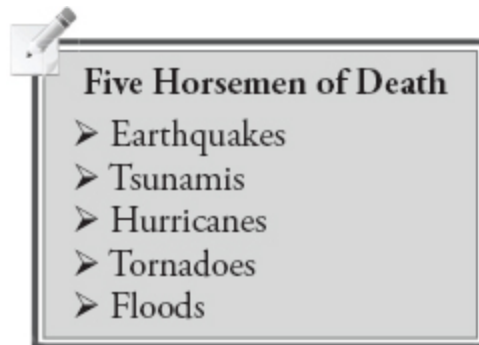 Five Horsemen of Death
➢ Earthquakes
➢ Tsunamis
➢ Hurricanes
➢ Tornadoes
➢ Floods